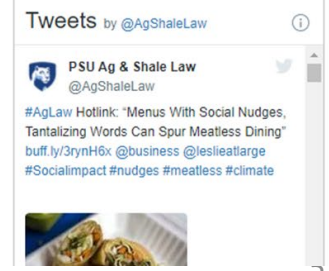 Tweets by @AgShaleLaw
PSU Ag & Shale Law
@AgShaleLaw
#AgLaw Hotlink: “Menus With Social Nudges,
Tantalizing Words Can Spur Meatless Dining”
buff.ly/3rynH6x @business @leslieatlarge
#Socialimpact #nudges #meatless #climate